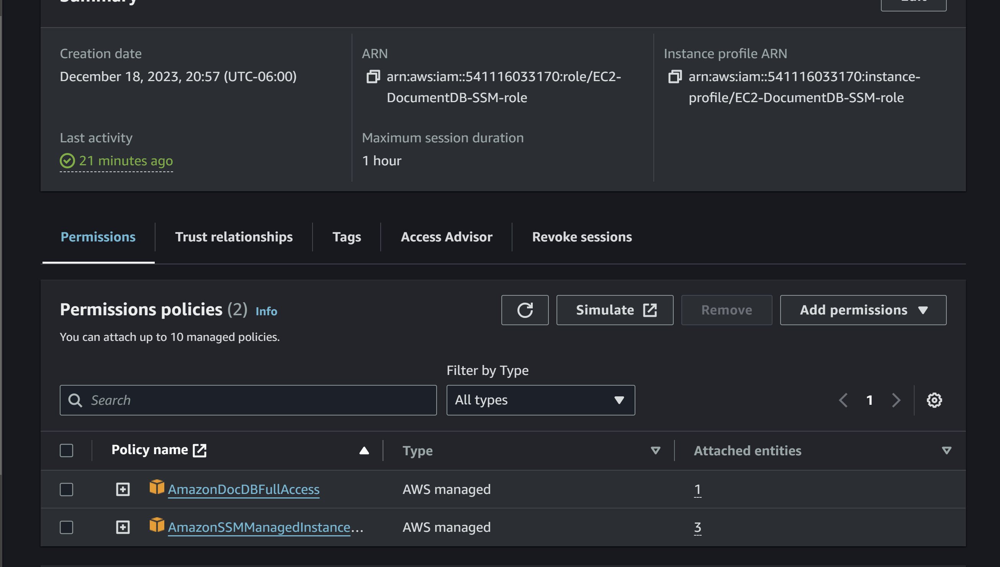 Summary
Edit
Creation date
December 18, 2023, 20:57 (UTC-06:00)
ARN
arn:aws:iam::541116033170:role/EC2-
DocumentDB-SSM-role
Instance profile ARN
arn:aws:iam::541116033170:instance-
profile/EC2-DocumentDB-SSM-role
Last activity
21 minutes ago
Maximum session duration
1 hour
Permissions
Trust relationships
Tags
Access Advisor
Revoke sessions
Permissions policies (2) Info
Simulate
Remove
Add permissions
You can attach up to 10 managed policies.
Filter by Type
Search
All types
1
Policy name
Type
Attached entities
AmazonDocDBFullAccess
AWS managed
1
AmazonSSMManagedInstance...
AWS managed
3